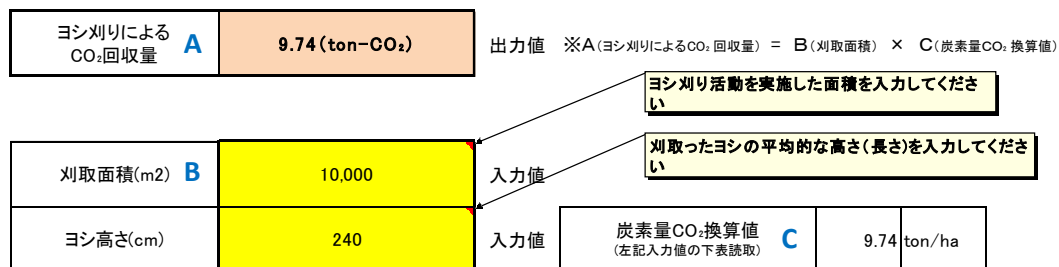 ヨシ刈りによる
CO₂回収量 A 9.74(ton-CO₂) 出力値 ※A(ヨシ刈りによるCO₂回収量) = B(刈取面積) × C(炭素量CO₂換算値)
ヨシ刈り活動を実施した面積を入力してくださ
い
刈取ったヨシの平均的な高さ(長さ)を入力してくださ
い
刈取面積(m2) B 10,000 入力値
ヨシ高さ(cm) 240 入力値
炭素量CO₂換算値
(左記入力値の下表読取) C 9.74 ton/ha